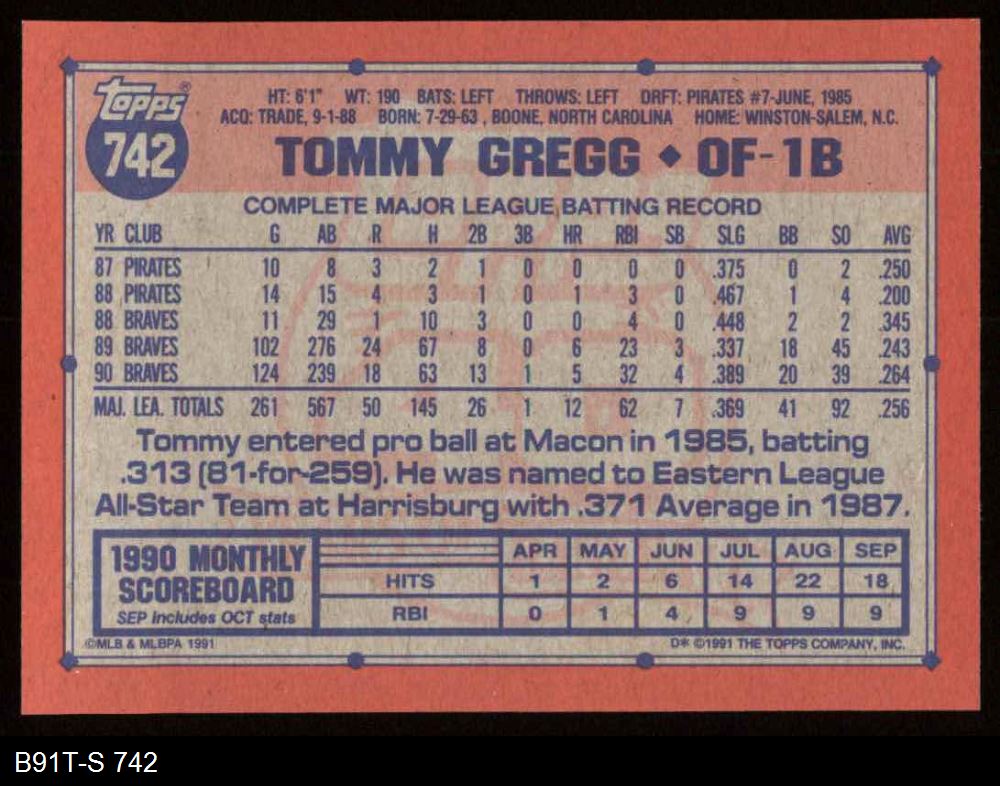 Topps®
742
HT: 6'1" WT: 190 BATS: LEFT THROWS: LEFT DRFT: PIRATES #7-JUNE, 1985
ACQ: TRADE, 9-1-88 BORN: 7-29-63, BOONE, NORTH CAROLINA HOME: WINSTON-SALEM, N.C.
TOMMY GREGG ♦ OF-1B
COMPLETE MAJOR LEAGUE BATTING RECORD
YR CLUB G AB R H 2B 3B HR RBI SB SLG BB SO AVG
87 PIRATES 10 8 3 2 1 0 0 0 0 .375 0 2 .250
88 PIRATES 14 15 4 3 1 0 1 3 0 .467 1 4 .200
88 BRAVES 11 29 1 10 3 0 0 4 0 .448 2 2 .345
89 BRAVES 102 276 24 67 8 0 6 23 3 .337 18 45 .243
90 BRAVES 124 239 18 63 13 1 5 32 4 .389 20 39 .264
MAJ. LEA. TOTALS 261 567 50 145 26 1 12 62 7 .369 41 92 .256
Tommy entered pro ball at Macon in 1985, batting
.313 (81-for-259). He was named to Eastern League
All-Star Team at Harrisburg with .371 Average in 1987.
1990 MONTHLY
SCOREBOARD
SEP Includes OCT stats
APR MAY JUN JUL AUG SEP
HITS 1 2 6 14 22 18
RBI 0 1 4 9 9 9
©MLB & MLBPA 1991 D* ©1991 THE TOPPS COMPANY, INC.
B91T-S 742